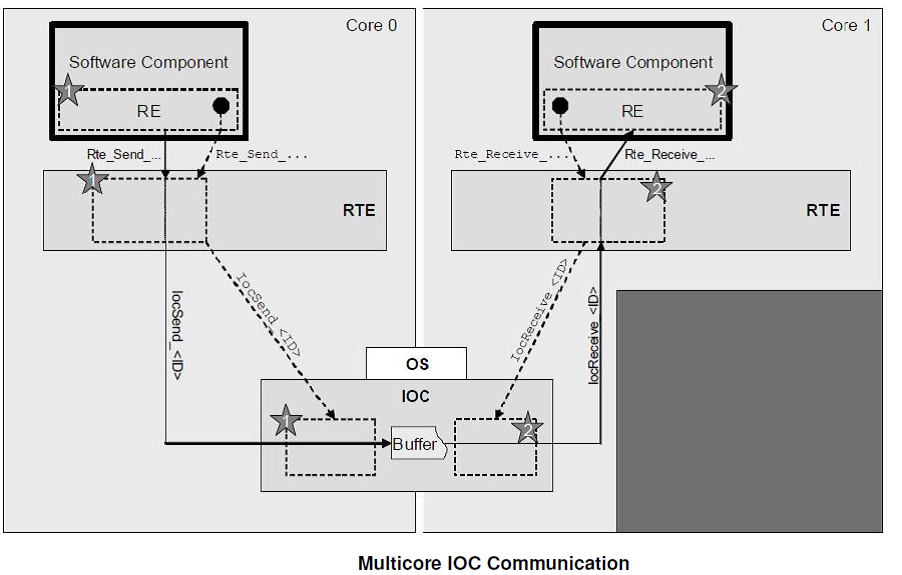 Core 0
Core 1
Software Component
Software Component
1
RE
RE
2
Rte_Send_...
Rte_Send_...
Rte_Receive_...
Rte_Receive_...
1
RTE
2
RTE
IocSend_<ID>
IocSend_<ID>
IocReceive_<ID>
IocReceive_<ID>
OS
IOC
1
Buffer
2
Multicore IOC Communication